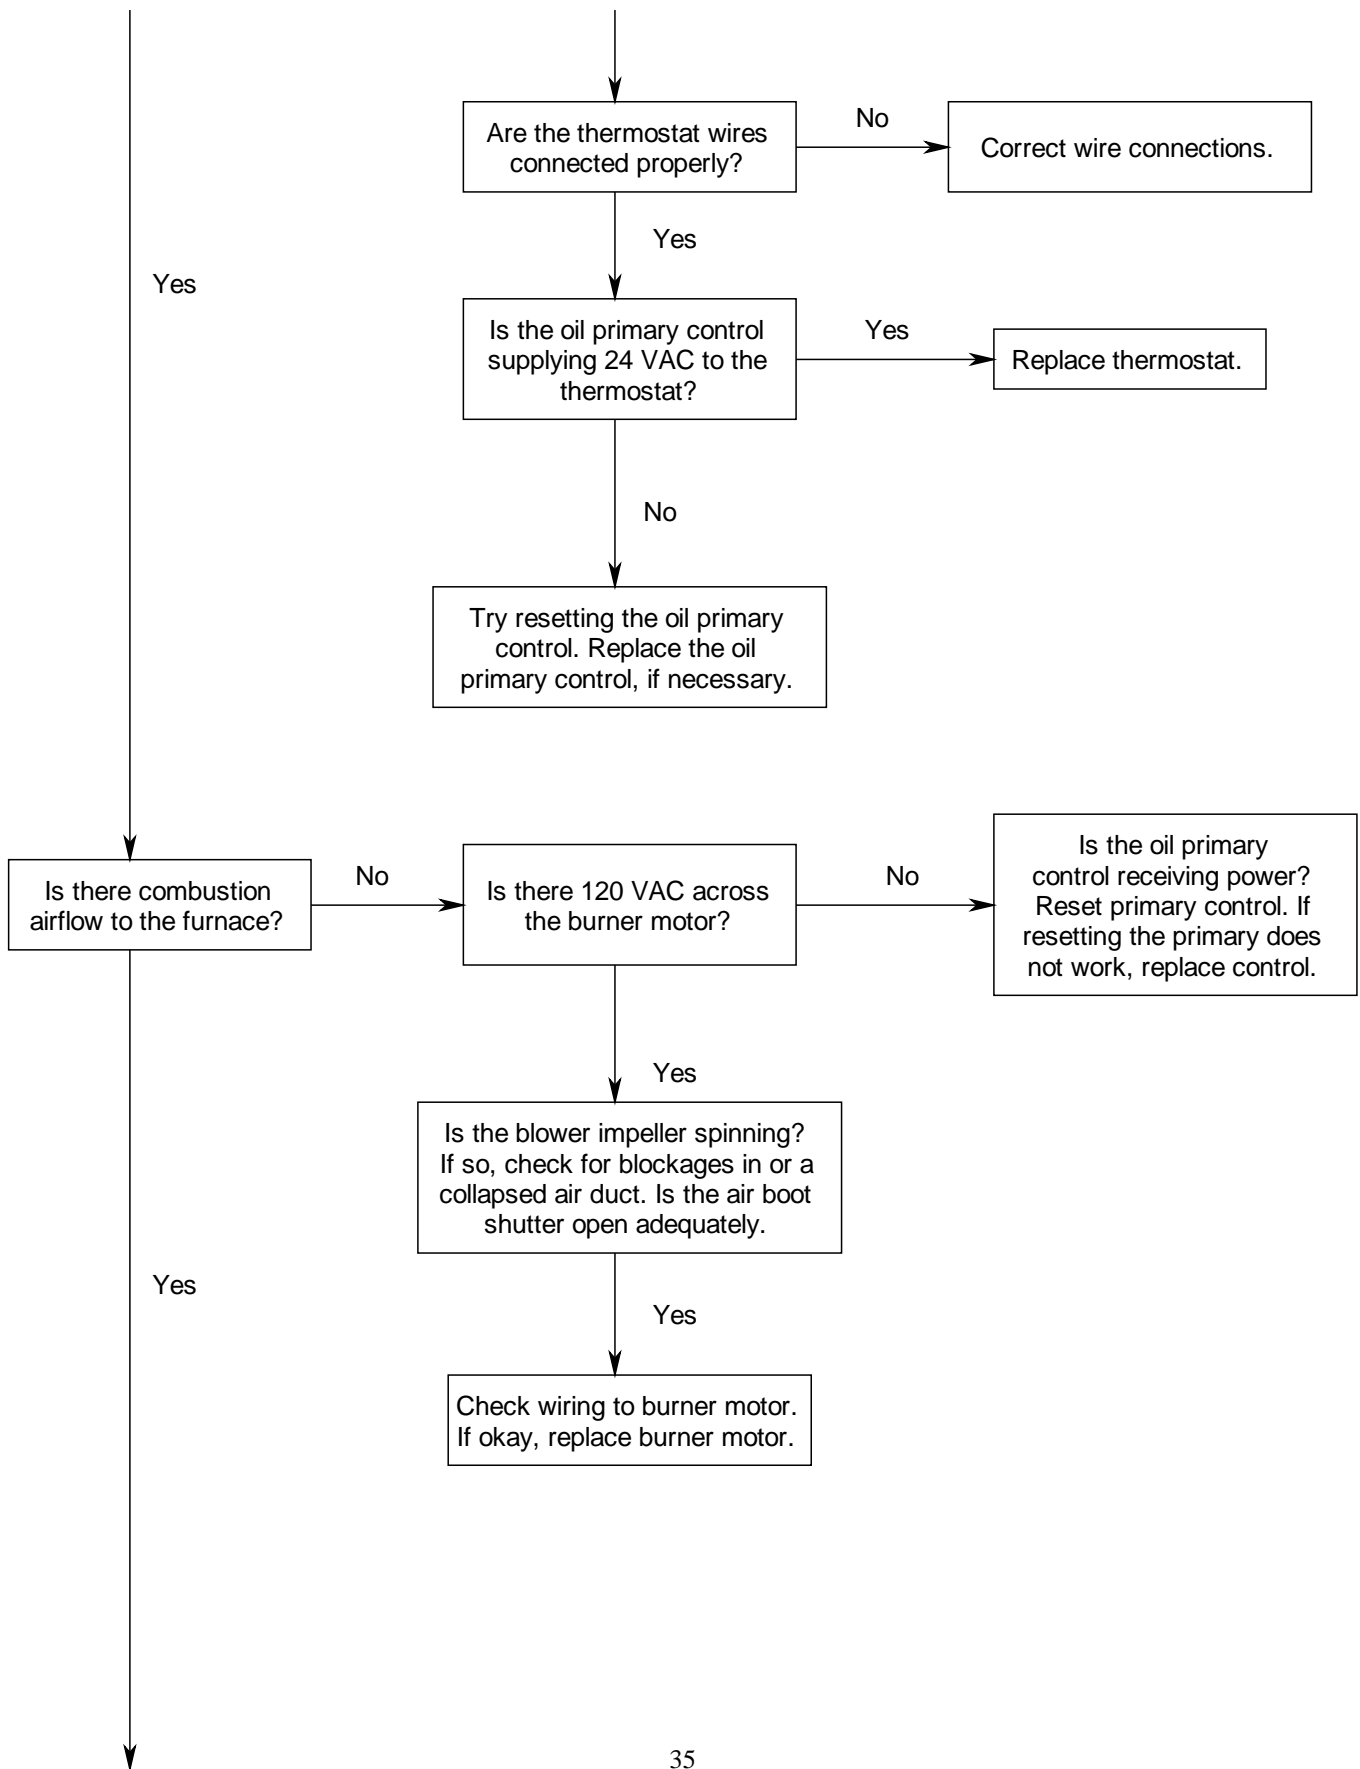 Are the thermostat wires
connected properly?
No
Correct wire connections.
Yes
Yes
Is the oil primary control
supplying 24 VAC to the
thermostat?
Yes
Replace thermostat.
No
Try resetting the oil primary
control. Replace the oil
primary control, if necessary.
Is there combustion
airflow to the furnace?
No
Is there 120 VAC across
the burner motor?
No
Is the oil primary
control receiving power?
Reset primary control. If
resetting the primary does
not work, replace control.
Yes
Is the blower impeller spinning?
If so, check for blockages in or a
collapsed air duct. Is the air boot
shutter open adequately.
Yes
Yes
Check wiring to burner motor.
If okay, replace burner motor.
35